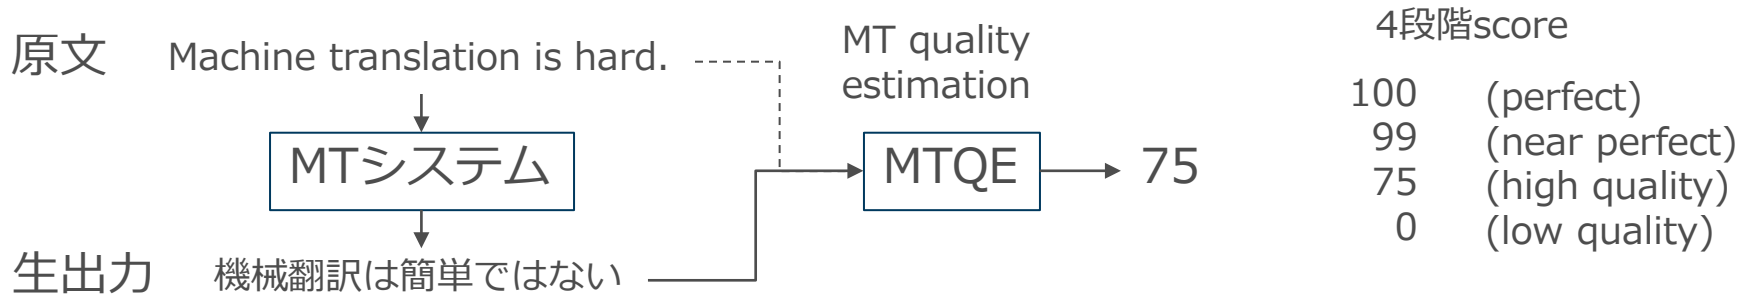 原文 Machine translation is hard.
MTシステム
生出力 機械翻訳は簡単ではない
MT quality
estimation
MTQE
75
4段階score
100 (perfect)
99 (near perfect)
75 (high quality)
0 (low quality)